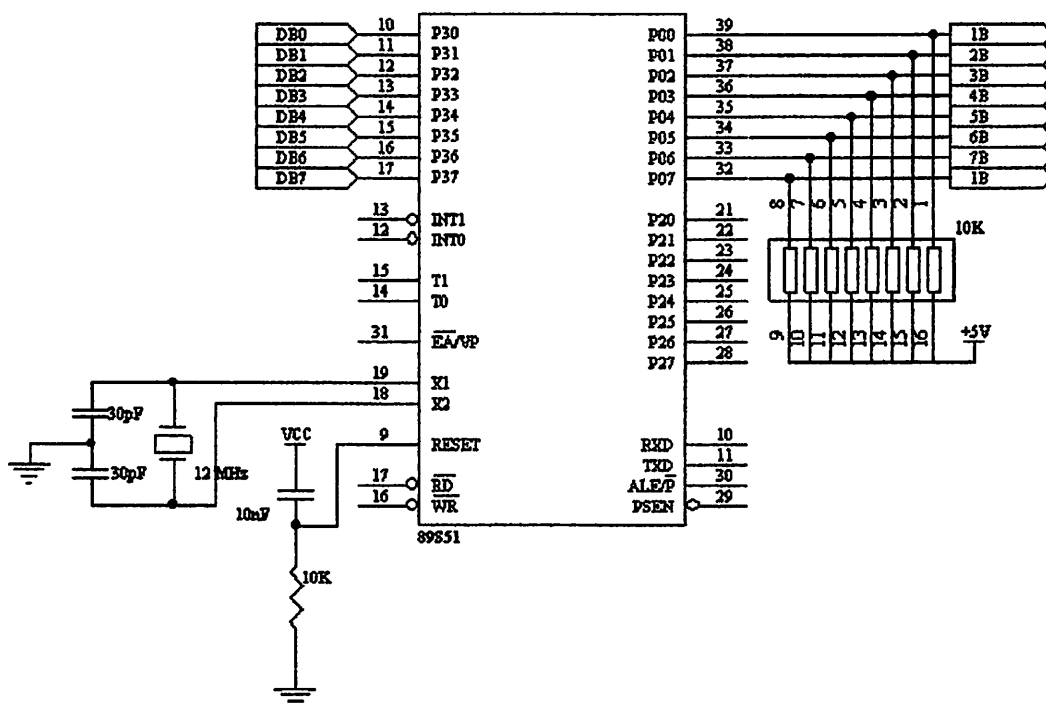 DB0 10 P30 P00 39 1B
DB1 11 P31 P01 38 2B
DB2 12 P32 P02 37 3B
DB3 13 P33 P03 36 4B
DB4 14 P34 P04 35 5B
DB5 15 P35 P05 34 6B
DB6 16 P36 P06 33 7B
DB7 17 P37 P07 32 1B
8 7 6 5 4 3 2 1
13 INT1 P20 21
12 INT0 P21 22
10K
P22 23
15 T1 P23 24
14 T0 P24 25
P25 26
31 EA/VP P26 27
P27 28
9 10 11 12 13 14 15 16
+5V
19 X1
18 X2
30pF
30pF
12 MHz
VCC
9 RESET RXD 10
TXD 11
17 RD ALE/P 30
16 WR PSEN 29
10nF
89S51
10K